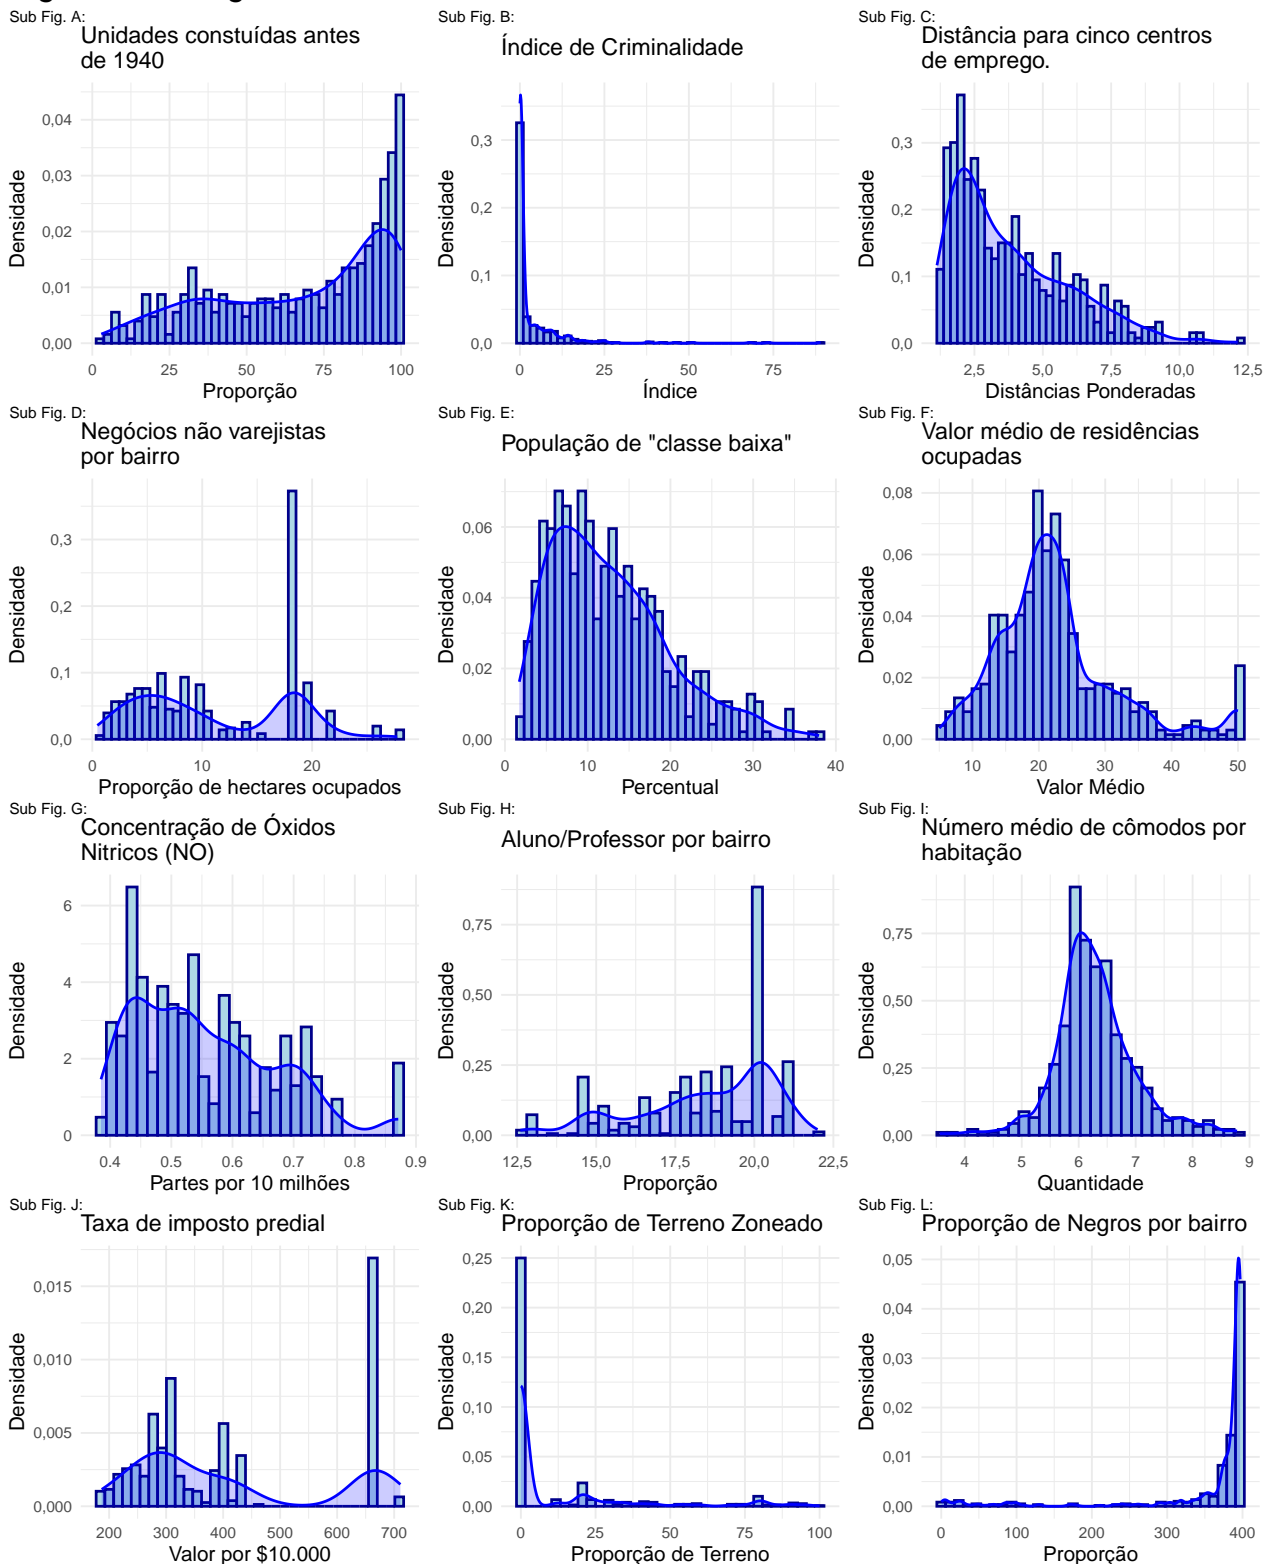 Sub Fig. A:
Unidades constuídas antes
de 1940
Densidade
0,04
0,03
0,02
0,01
0,00
0 25 50 75 100
Proporção
Sub Fig. B:
Índice de Criminalidade
Densidade
0,3
0,2
0,1
0,0
0 25 50 75
Índice
Sub Fig. C:
Distância para cinco centros
de emprego.
Densidade
0,3
0,2
0,1
0,0
2,5 5,0 7,5 10,0 12,5
Distâncias Ponderadas
Sub Fig. D:
Negócios não varejistas
por bairro
Densidade
0,3
0,2
0,1
0,0
0 10 20
Proporção de hectares ocupados
Sub Fig. E:
População de "classe baixa"
Densidade
0,06
0,04
0,02
0,00
0 10 20 30 40
Percentual
Sub Fig. F:
Valor médio de residências
ocupadas
Densidade
0,08
0,06
0,04
0,02
0,00
10 20 30 40 50
Valor Médio
Sub Fig. G:
Concentração de Óxidos
Nitricos (NO)
Densidade
6
4
2
0
0.4 0.5 0.6 0.7 0.8 0.9
Partes por 10 milhões
Sub Fig. H:
Aluno/Professor por bairro
Densidade
0,75
0,50
0,25
0,00
12,5 15,0 17,5 20,0 22,5
Proporção
Sub Fig. I:
Número médio de cômodos por
habitação
Densidade
0,75
0,50
0,25
0,00
4 5 6 7 8 9
Quantidade
Sub Fig. J:
Taxa de imposto predial
Densidade
0,015
0,010
0,005
0,000
200 300 400 500 600 700
Valor por $10.000
Sub Fig. K:
Proporção de Terreno Zoneado
Densidade
0,25
0,20
0,15
0,10
0,05
0,00
0 25 50 75 100
Proporção de Terreno
Sub Fig. L:
Proporção de Negros por bairro
Densidade
0,05
0,04
0,03
0,02
0,01
0,00
0 100 200 300 400
Proporção